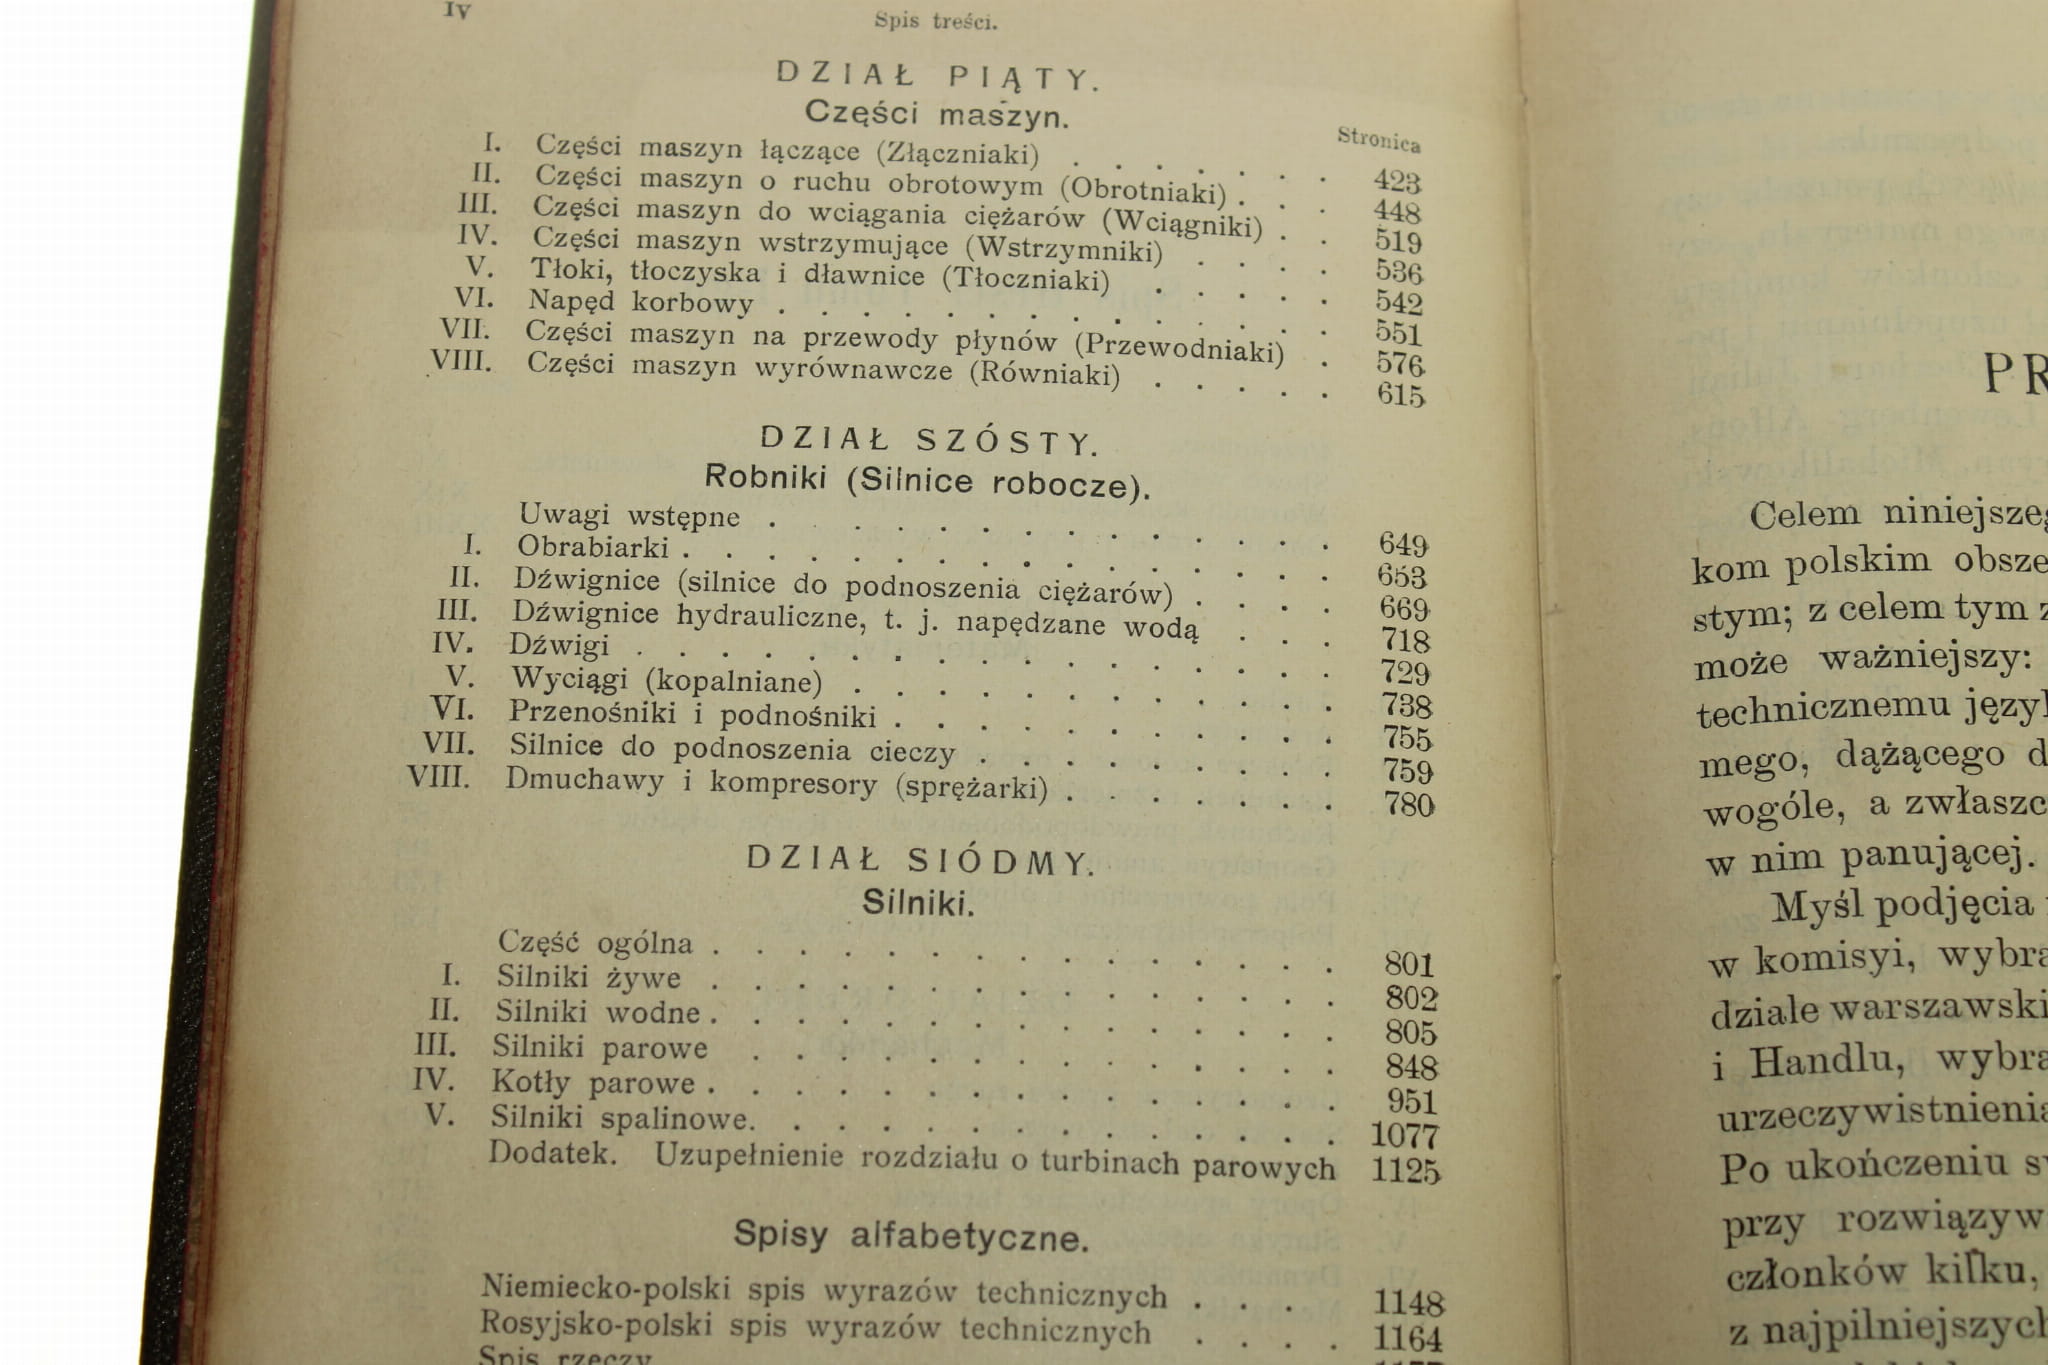 IV
Spis treści.
DZIAŁ PIĄTY.
Części maszyn.
Stronica
I. Części maszyn łączące (Złączniaki) . . . . . . . 423
II. Części maszyn o ruchu obrotowym (Obrotniaki) . . . 448
III. Części maszyn do wciągania ciężarów (Wciągniki) . . 519
IV. Części maszyn wstrzymujące (Wstrzymniki) . . . . 536
V. Tłoki, tłoczyska i dławnice (Tłoczniaki) . . . . . 542
VI. Napęd korbowy . . . . . . . . . . . . . 551
VII. Części maszyn na przewody płynów (Przewodniaki) . 576
VIII. Części maszyn wyrównawcze (Równiaki) . . . . . 615
DZIAŁ SZÓSTY.
Robniki (Silnice robocze).
Uwagi wstępne . . . . . . . . . . . . . 649
I. Obrabiarki . . . . . . . . . . . . . . . 653
II. Dźwignice (silnice do podnoszenia ciężarów) . . . . 669
III. Dźwignice hydrauliczne, t. j. napędzane wodą . . . 718
IV. Dźwigi . . . . . . . . . . . . . . . . 729
V. Wyciągi (kopalniane) . . . . . . . . . . . 738
VI. Przenośniki i podnośniki . . . . . . . . . . 755
VII. Silnice do podnoszenia cieczy . . . . . . . . . 759
VIII. Dmuchawy i kompresory (sprężarki) . . . . . . . 780
DZIAŁ SIÓDMY.
Silniki.
Część ogólna . . . . . . . . . . . . . . . 801
I. Silniki żywe . . . . . . . . . . . . . . . 802
II. Silniki wodne . . . . . . . . . . . . . . 805
III. Silniki parowe . . . . . . . . . . . . . . 848
IV. Kotły parowe . . . . . . . . . . . . . . . 951
V. Silniki spalinowe. . . . . . . . . . . . . . 1077
Dodatek. Uzupełnienie rozdziału o turbinach parowych 1125
Spisy alfabetyczne.
Niemiecko-polski spis wyrazów technicznych . . . 1148
Rosyjsko-polski spis wyrazów technicznych . . . . 1164
Spis rzeczy
PR
Celem niniejszeg
kom polskim obsze
stym; z celem tym z
może ważniejszy:
technicznemu języ
mego, dążącego d
wogóle, a zwłaszc
w nim panującej.
Myśl podjęcia
w komisyi, wybra
dziale warszawski
i Handlu, wybra
urzeczywistnienia
Po ukończeniu s
przy rozwiązyw
członków kilku,
z najpilniejszych